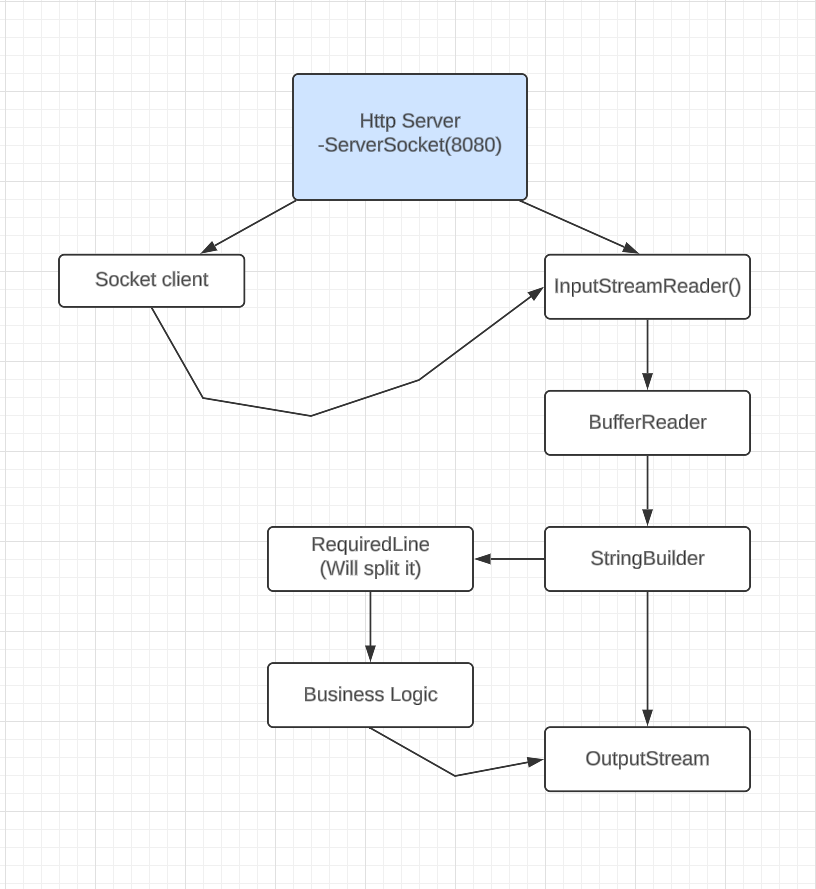 Http Server
-ServerSocket(8080)
Socket client
InputStreamReader()
BufferReader
RequiredLine
(Will split it)
StringBuilder
Business Logic
OutputStream